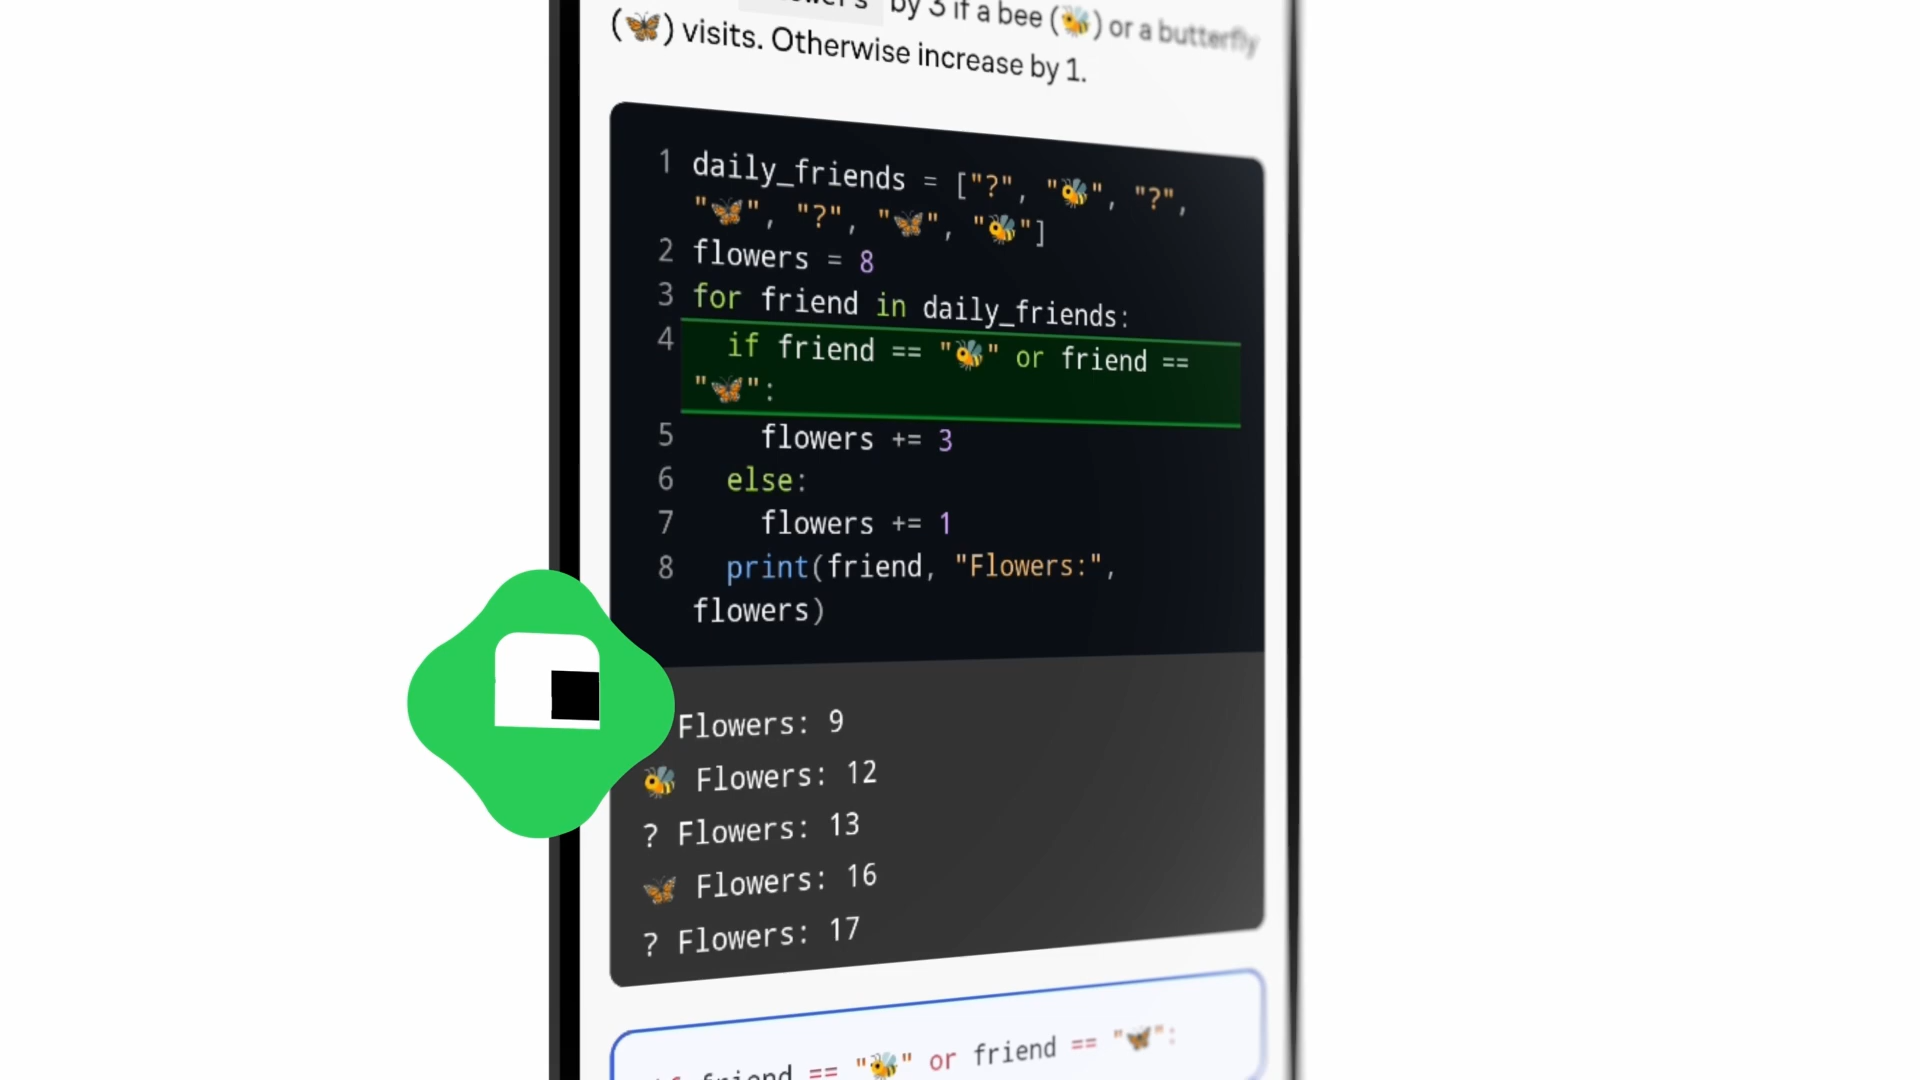 by 3 if a bee (🐝) or a butterfly
(🦋) visits. Otherwise increase by 1.
1 daily_friends = ["?", "🐝", "?",
"🦋", "?", "🦋", "🐝"]
2 flowers = 8
3 for friend in daily_friends:
4 if friend == "🐝" or friend ==
"🦋":
5 flowers += 3
6 else:
7 flowers += 1
8 print(friend, "Flowers:",
flowers)
Flowers: 9
🐝 Flowers: 12
? Flowers: 13
🦋 Flowers: 16
? Flowers: 17
if friend == "🐝" or friend == "🦋":